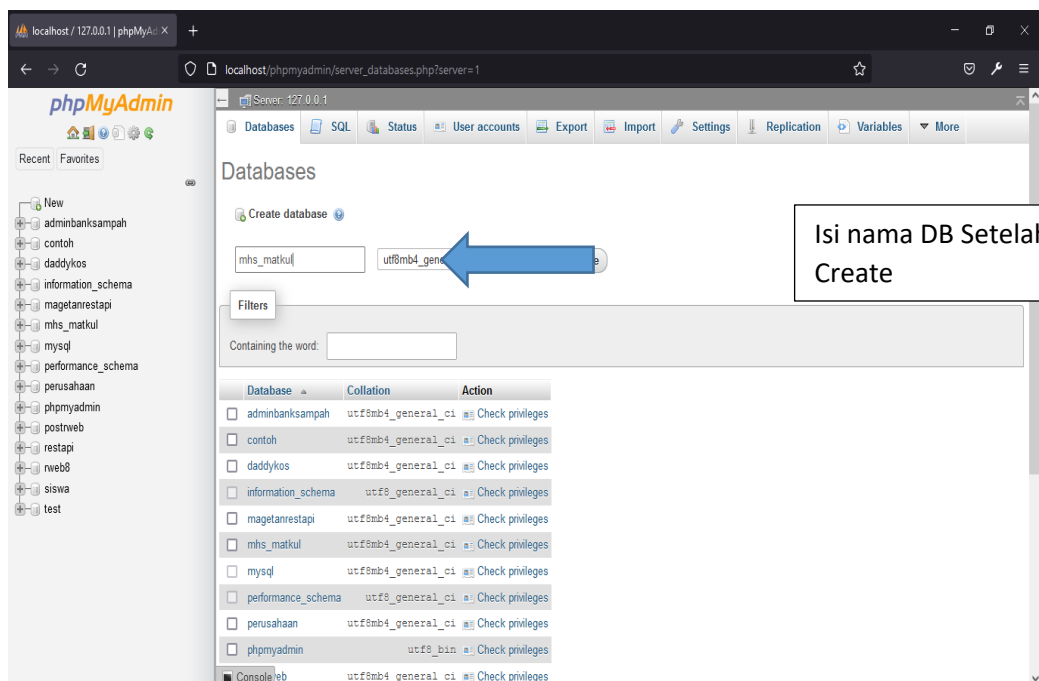 localhost / 127.0.0.1 | phpMyAd
localhost/phpmyadmin/server_databases.php?server=1
phpMyAdmin
Recent Favorites
New
adminbanksampah
contoh
daddykos
information_schema
magetanrestapi
mhs_matkul
mysql
performance_schema
perusahaan
phpmyadmin
postrweb
restapi
rweb8
siswa
test
Server: 127.0.0.1
Databases SQL Status User accounts Export Import Settings Replication Variables More
Databases
Create database
mhs_matkul utf8mb4_gene e
Isi nama DB Setelah
Create
Filters
Containing the word:
Database Collation Action
adminbanksampah utf8mb4_general_ci Check privileges
contoh utf8mb4_general_ci Check privileges
daddykos utf8mb4_general_ci Check privileges
information_schema utf8_general_ci Check privileges
magetanrestapi utf8mb4_general_ci Check privileges
mhs_matkul utf8mb4_general_ci Check privileges
mysql utf8mb4_general_ci Check privileges
performance_schema utf8_general_ci Check privileges
perusahaan utf8mb4_general_ci Check privileges
phpmyadmin utf8_bin Check privileges
Console eb utf8mb4_general_ci Check privileges